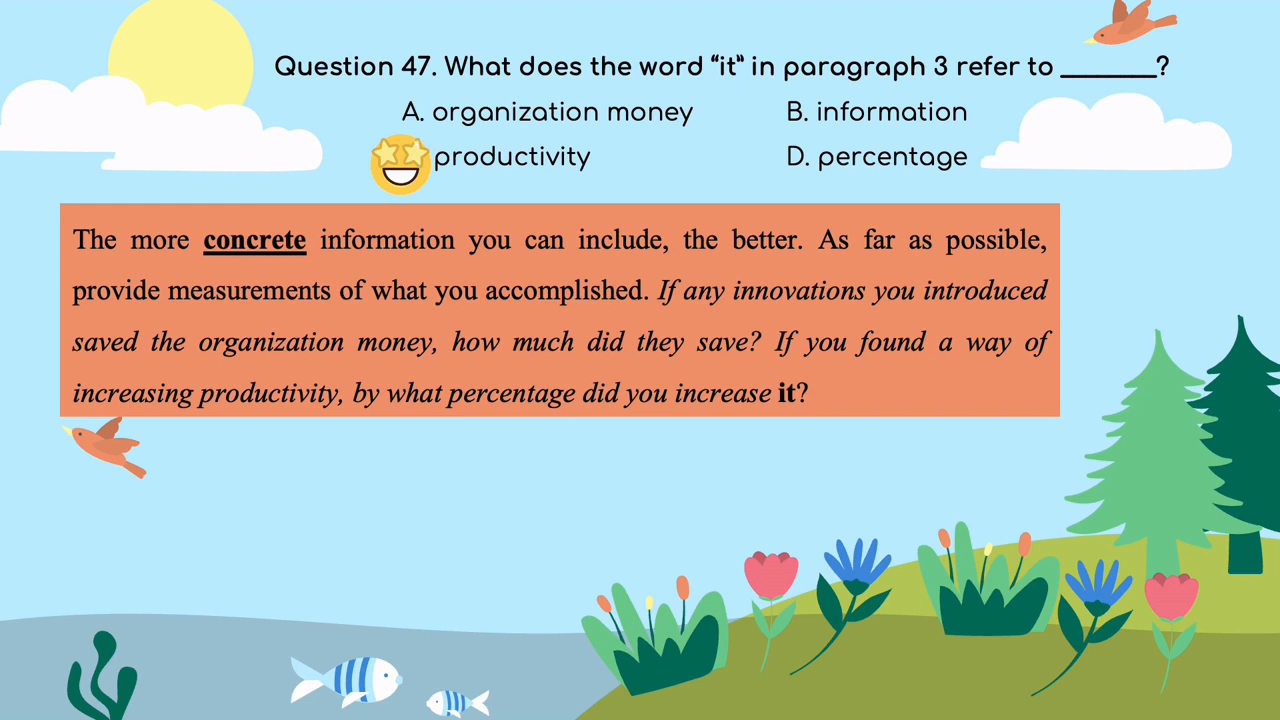 Question 47. What does the word “it” in paragraph 3 refer to ________?
A. organization money B. information
productivity D. percentage
The more concrete information you can include, the better. As far as possible,
provide measurements of what you accomplished. If any innovations you introduced
saved the organization money, how much did they save? If you found a way of
increasing productivity, by what percentage did you increase it?